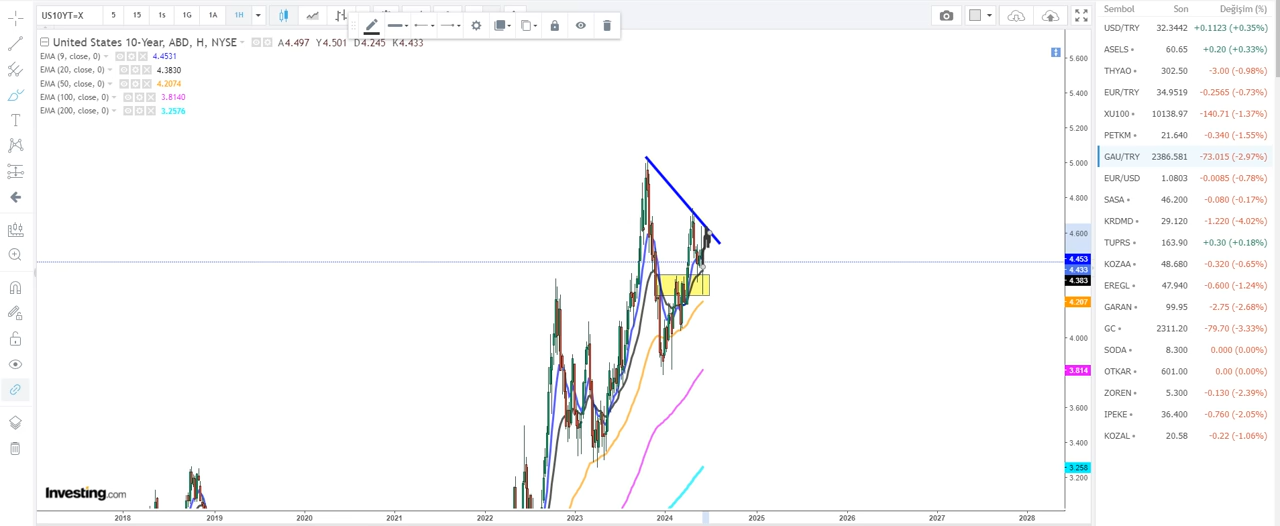 US10YT=X 5 15 1s 1G 1A 1H
United States 10-Year, ABD, H, NYSE A4.497 Y4.501 D4.245 K4.433
EMA (9, close, 0) 4.4531
EMA (20, close, 0) 4.3830
EMA (50, close, 0) 4.2074
EMA (100, close, 0) 3.8140
EMA (200, close, 0) 3.2576
5.600
5.400
5.200
5.000
4.800
4.600
4.453
4.433
4.383
4.207
4.000
3.814
3.600
3.400
3.258
3.200
Investing.com
2018 2019 2020 2021 2022 2023 2024 2025 2026 2027 2028
Sembol Son Değişim (%)
USD/TRY 32.3442 +0.1123 (+0.35%)
ASELS 60.65 +0.20 (+0.33%)
THYAO 302.50 -3.00 (-0.98%)
EUR/TRY 34.9519 -0.2565 (-0.73%)
XU100 10138.97 -140.71 (-1.37%)
PETKM 21.640 -0.340 (-1.55%)
GAU/TRY 2386.581 -73.015 (-2.97%)
EUR/USD 1.0803 -0.0085 (-0.78%)
SASA 46.200 -0.080 (-0.17%)
KRDMD 29.120 -1.220 (-4.02%)
TUPRS 163.90 +0.30 (+0.18%)
KOZAA 48.680 -0.320 (-0.65%)
EREGL 47.940 -0.600 (-1.24%)
GARAN 99.95 -2.75 (-2.68%)
GC 2311.20 -79.70 (-3.33%)
SODA 8.300 0.000 (0.00%)
OTKAR 601.00 0.00 (0.00%)
ZOREN 5.300 -0.130 (-2.39%)
IPEKE 36.400 -0.760 (-2.05%)
KOZAL 20.58 -0.22 (-1.06%)